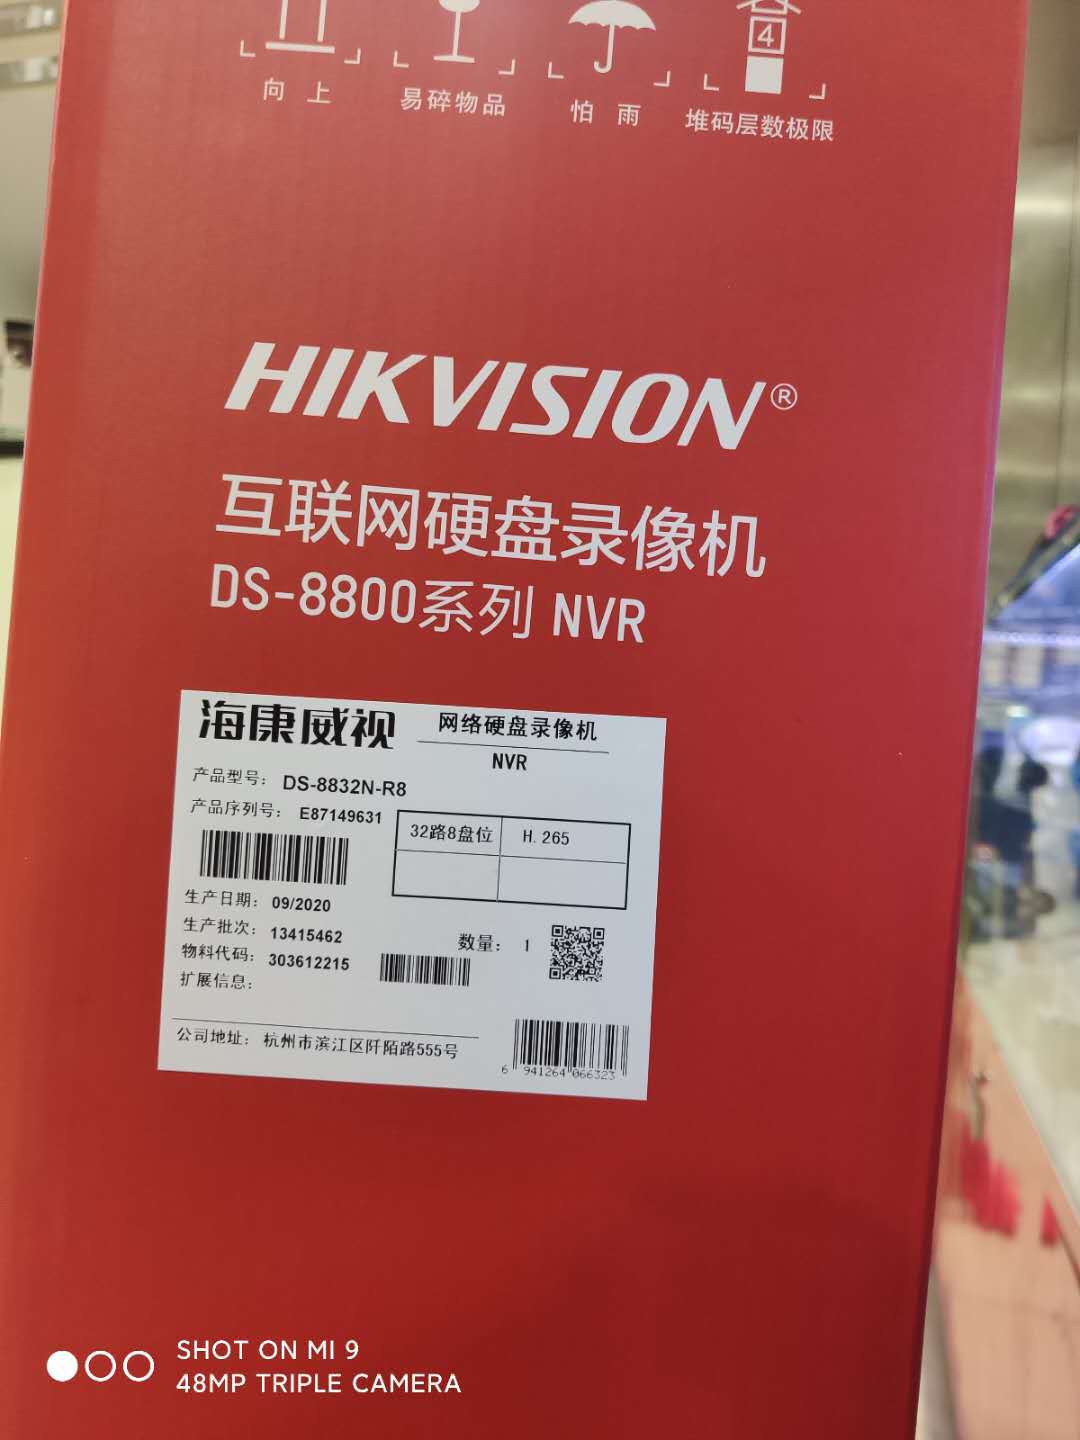 4
向 上
易碎物品
怕 雨
堆码层数极限
HIKVISION®
互联网硬盘录像机
DS-8800系列 NVR
海康威视
网络硬盘录像机
NVR
产品型号: DS-8832N-R8
产品序列号: E87149631
32路8盘位 H.265
生产日期: 09/2020
生产批次: 13415462
数量: 1
物料代码: 303612215
扩展信息:
公司地址: 杭州市滨江区阡陌路555号
6 941264 066323
SHOT ON MI 9
48MP TRIPLE CAMERA